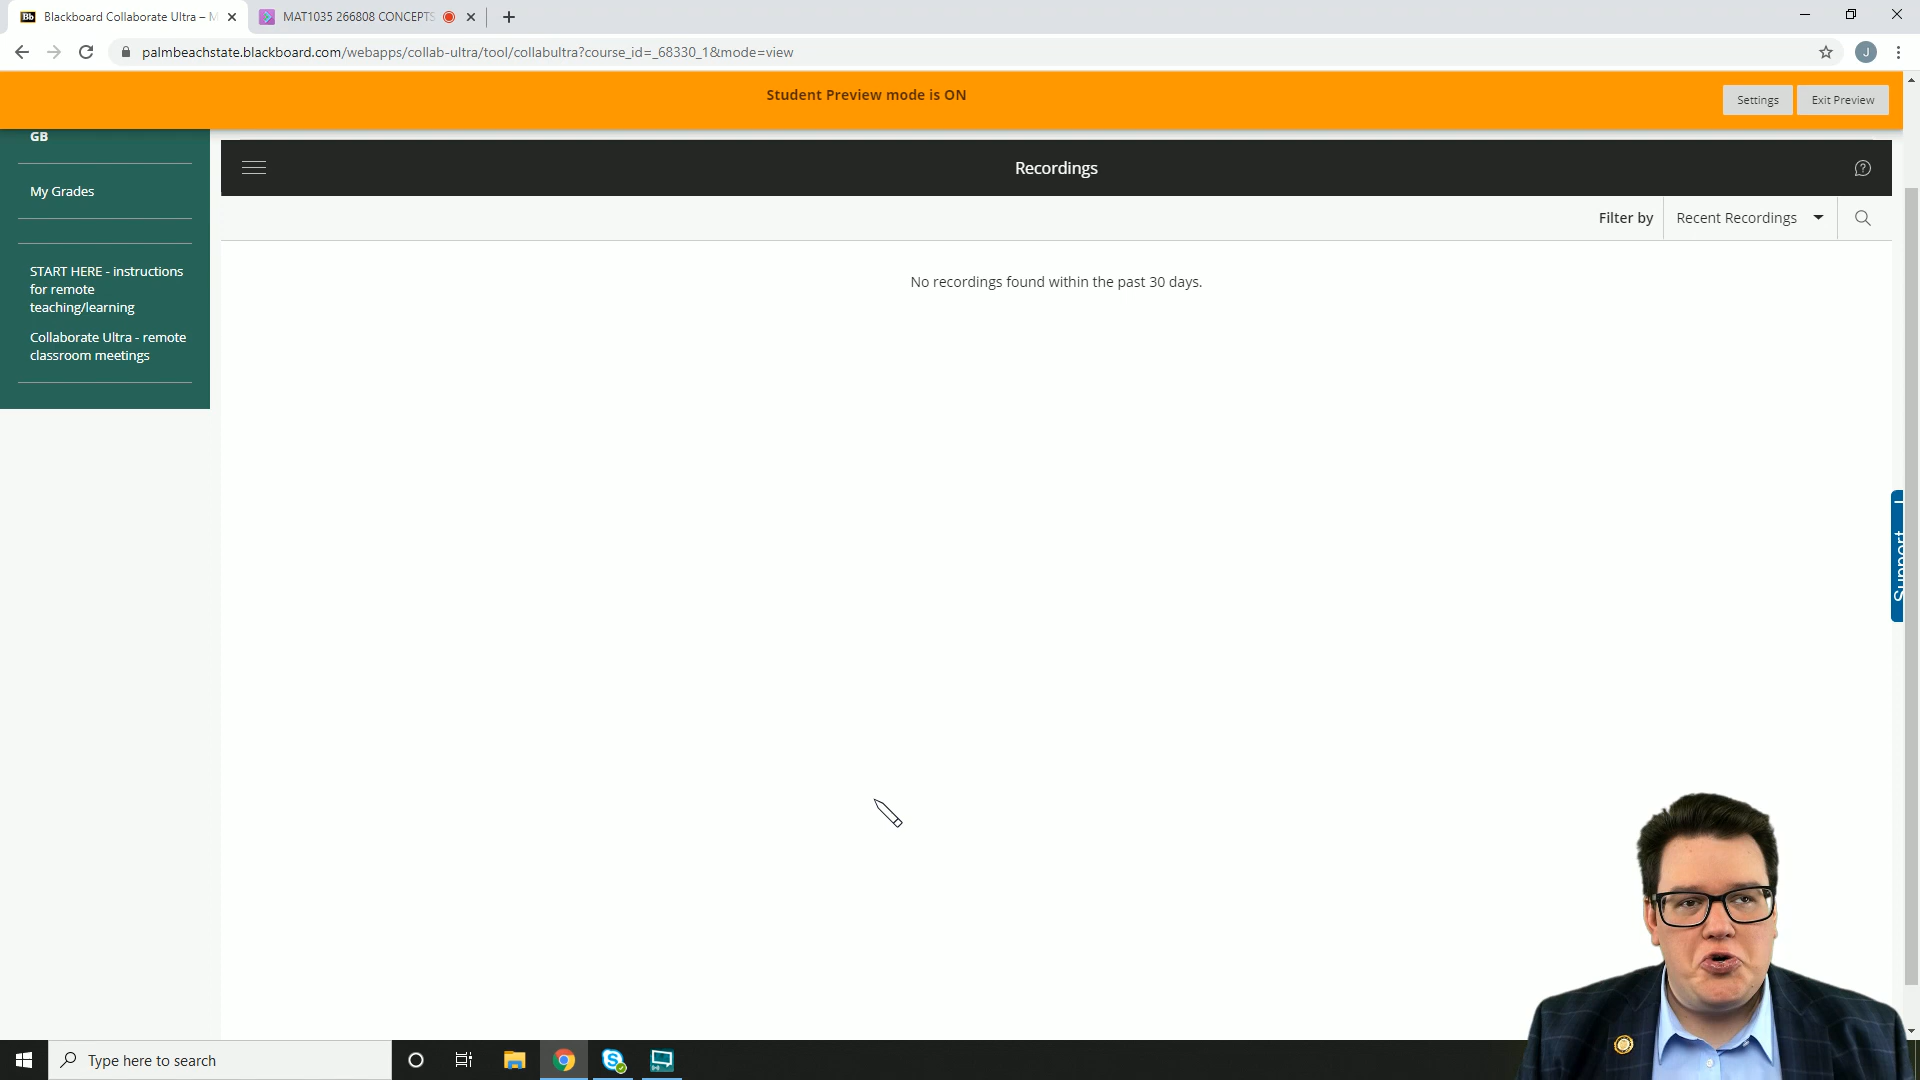 Bb Blackboard Collaborate Ultra – M
MAT1035 266808 CONCEPTS
palmbeachstate.blackboard.com/webapps/collab-ultra/tool/collabultra?course_id=_68330_1&mode=view
J
Student Preview mode is ON
Settings
Exit Preview
GB
My Grades
START HERE - instructions
for remote
teaching/learning
Collaborate Ultra - remote
classroom meetings
Recordings
Filter by
Recent Recordings
No recordings found within the past 30 days.
Support
Type here to search